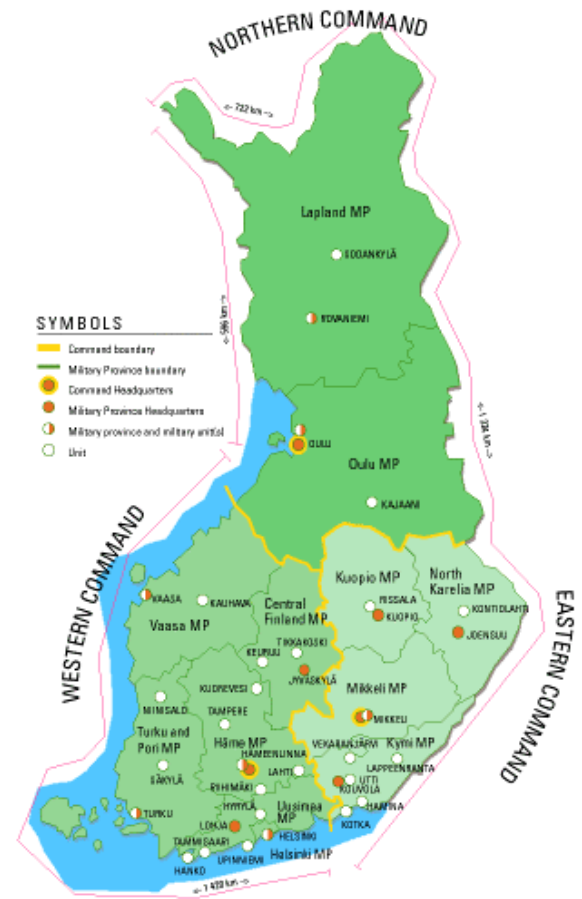 NORTHERN COMMAND
Lapland MP
SODANKYLÄ
ROVANIEMI
SYMBOLS
Command boundary
Military Province boundary
Command Headquarters
Military Province Headquarters
Military province and military unit(s)
Unit
OULU
Oulu MP
KAJAANI
WESTERN COMMAND
EASTERN COMMAND
VAASA
KAUHAVA
Vaasa MP
Central
Finland MP
TIKKAKOSKI
KEURUU
JYVÄSKYLÄ
Kuopio MP
RISSALA
KUOPIO
North
Karelia MP
KONTIOLAHTI
JOENSUU
Mikkeli MP
MIKKELI
KUOREVESI
NIINISALO
TAMPERE
Turku and
Pori MP
Häme MP
HÄMEENLINNA
LAHTI
SÄKYLÄ
RIIHIMÄKI
VEKARANJÄRVI
Kymi MP
LAPPEENRANTA
UTTI
KOUVOLA
HAMINA
KOTKA
HYRYLÄ
Uusimaa
MP
TURKU
LOHJA
HELSINKI
TAMMISAARI
UPINNIEMI
Helsinki MP
HANKO